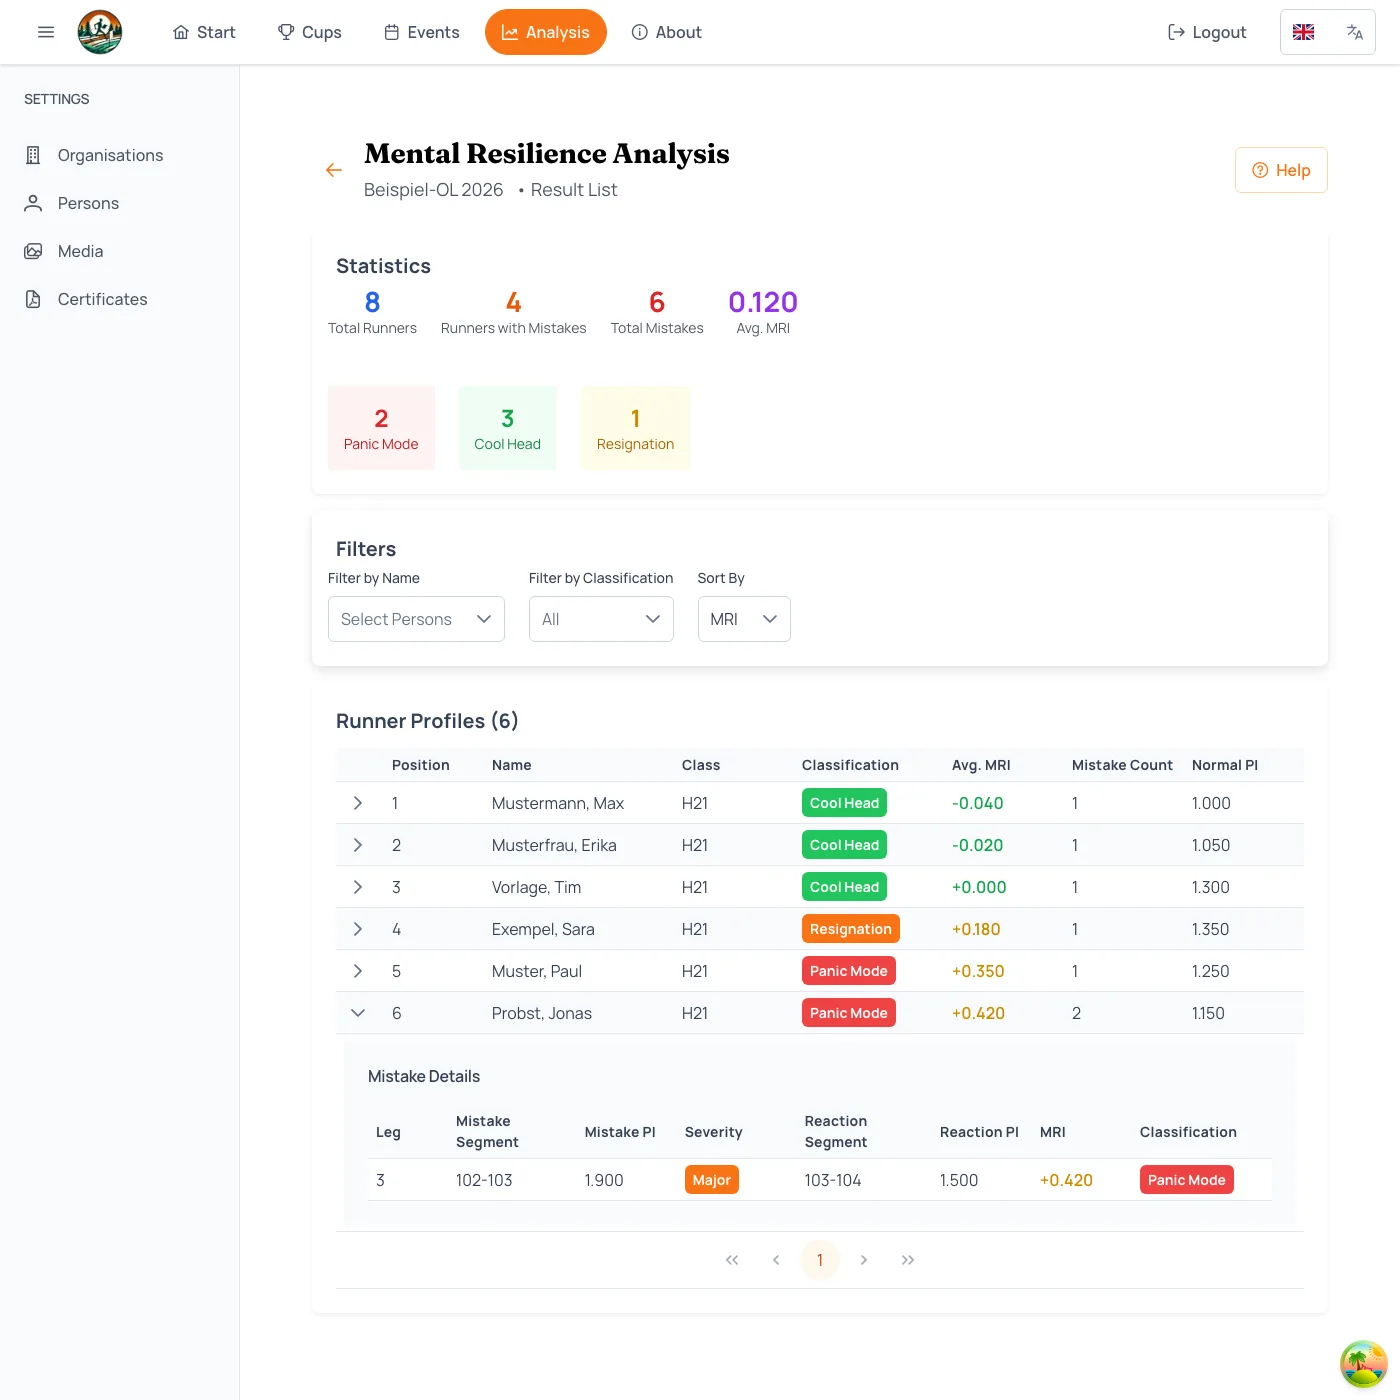 Start
Cups
Events
Analysis
About
Logout
SETTINGS
Organisations
Persons
Media
Certificates
Mental Resilience Analysis
Beispiel-OL 2026 • Result List
Help
Statistics
8 4 6 0.120
Total Runners Runners with Mistakes Total Mistakes Avg. MRI
2 3 1
Panic Mode Cool Head Resignation
Filters
Filter by Name Filter by Classification Sort By
Select Persons All MRI
Runner Profiles (6)
Position Name Class Classification Avg. MRI Mistake Count Normal PI
1 Mustermann, Max H21 Cool Head -0.040 1 1.000
2 Musterfrau, Erika H21 Cool Head -0.020 1 1.050
3 Vorlage, Tim H21 Cool Head +0.000 1 1.300
4 Exempel, Sara H21 Resignation +0.180 1 1.350
5 Muster, Paul H21 Panic Mode +0.350 1 1.250
6 Probst, Jonas H21 Panic Mode +0.420 2 1.150
Mistake Details
Leg Mistake Segment Mistake PI Severity Reaction Segment Reaction PI MRI Classification
3 102-103 1.900 Major 103-104 1.500 +0.420 Panic Mode
1